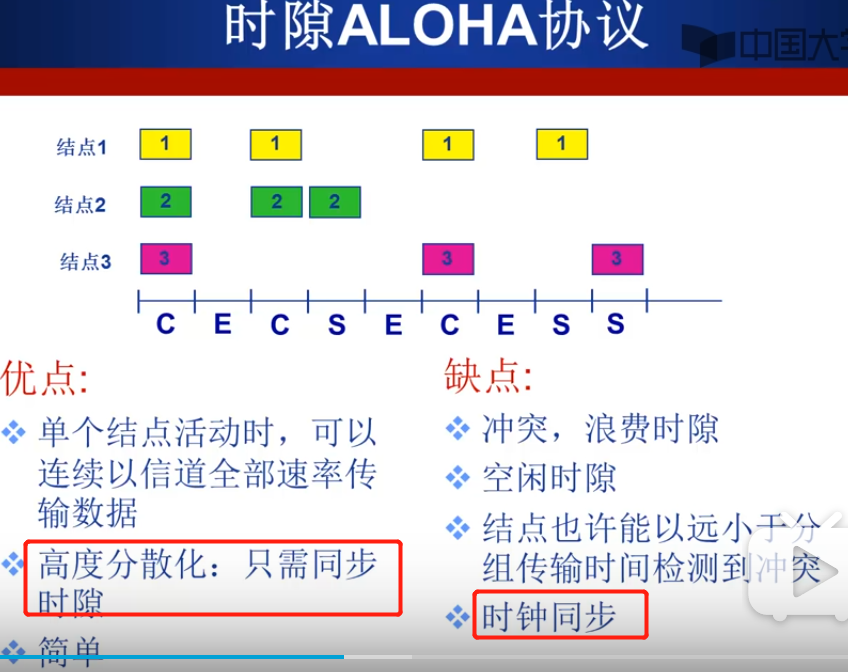 时隙ALOHA协议
中国大学
结点1 1 1 1 1
结点2 2 2 2
结点3 3 3 3
C E C S E C E S S
优点:
单个结点活动时，可以
连续以信道全部速率传
输数据
高度分散化：只需同步
时隙
简单
缺点:
冲突，浪费时隙
空闲时隙
结点也许能以远小于分
组传输时间检测到冲突
时钟同步